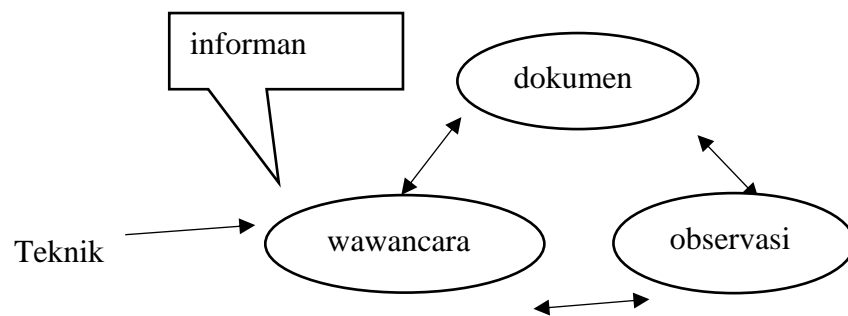 informan
dokumen
wawancara
observasi
Teknik